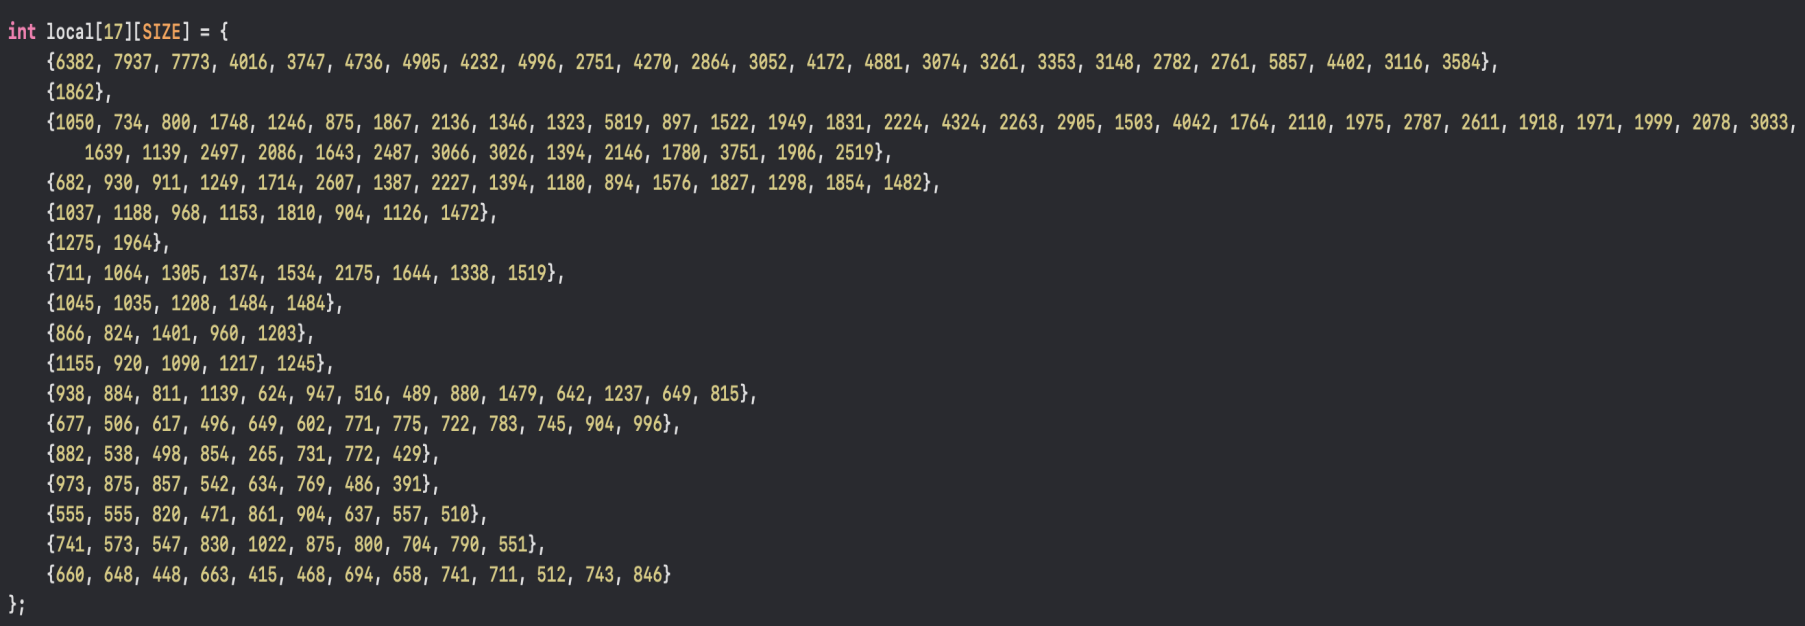 int local[17][SIZE] = {
{6382, 7937, 7773, 4016, 3747, 4736, 4905, 4232, 4996, 2751, 4270, 2864, 3052, 4172, 4881, 3074, 3261, 3353, 3148, 2782, 2761, 5857, 4402, 3116, 3584},
{1862},
{1050, 734, 800, 1748, 1246, 875, 1867, 2136, 1346, 1323, 5819, 897, 1522, 1949, 1831, 2224, 4324, 2263, 2905, 1503, 4042, 1764, 2110, 1975, 2787, 2611, 1918, 1971, 1999, 2078, 3033,
1639, 1139, 2497, 2086, 1643, 2487, 3066, 3026, 1394, 2146, 1780, 3751, 1906, 2519},
{682, 930, 911, 1249, 1714, 2607, 1387, 2227, 1394, 1180, 894, 1576, 1827, 1298, 1854, 1482},
{1037, 1188, 968, 1153, 1810, 904, 1126, 1472},
{1275, 1964},
{711, 1064, 1305, 1374, 1534, 2175, 1644, 1338, 1519},
{1045, 1035, 1208, 1484, 1484},
{866, 824, 1401, 960, 1203},
{1155, 920, 1090, 1217, 1245},
{938, 884, 811, 1139, 624, 947, 516, 489, 880, 1479, 642, 1237, 649, 815},
{677, 506, 617, 496, 649, 602, 771, 775, 722, 783, 745, 904, 996},
{882, 538, 498, 854, 265, 731, 772, 429},
{973, 875, 857, 542, 634, 769, 486, 391},
{555, 555, 820, 471, 861, 904, 637, 557, 510},
{741, 573, 547, 830, 1022, 875, 800, 704, 790, 551},
{660, 648, 448, 663, 415, 468, 694, 658, 741, 711, 512, 743, 846}
};